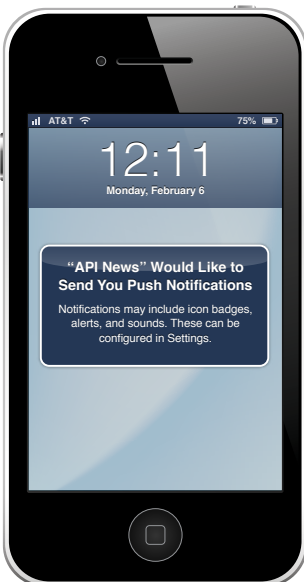 AT&T 75%
12:11
Monday, February 6
“API News” Would Like to
Send You Push Notifications
Notifications may include icon badges,
alerts, and sounds. These can be
configured in Settings.